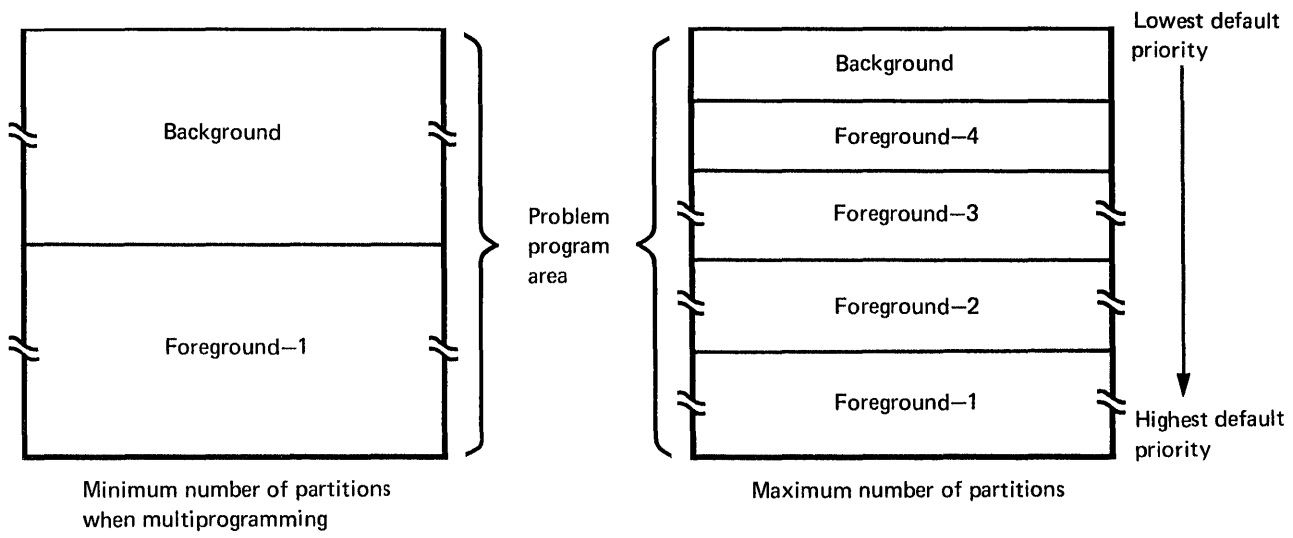 Background
Foreground—1
Minimum number of partitions
when multiprogramming
Problem
program
area
Background
Foreground—4
Foreground—3
Foreground—2
Foreground—1
Maximum number of partitions
Lowest default
priority
Highest default
priority